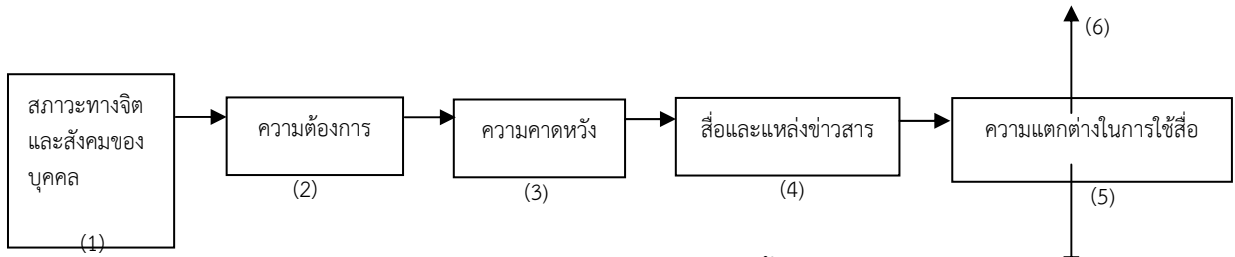 (6)
สภาวะทางจิต
และสังคมของ
บุคคล
(1)
ความต้องการ
(2)
ความคาดหวัง
(3)
สื่อและแหล่งข่าวสาร
(4)
ความแตกต่างในการใช้สื่อ
(5)